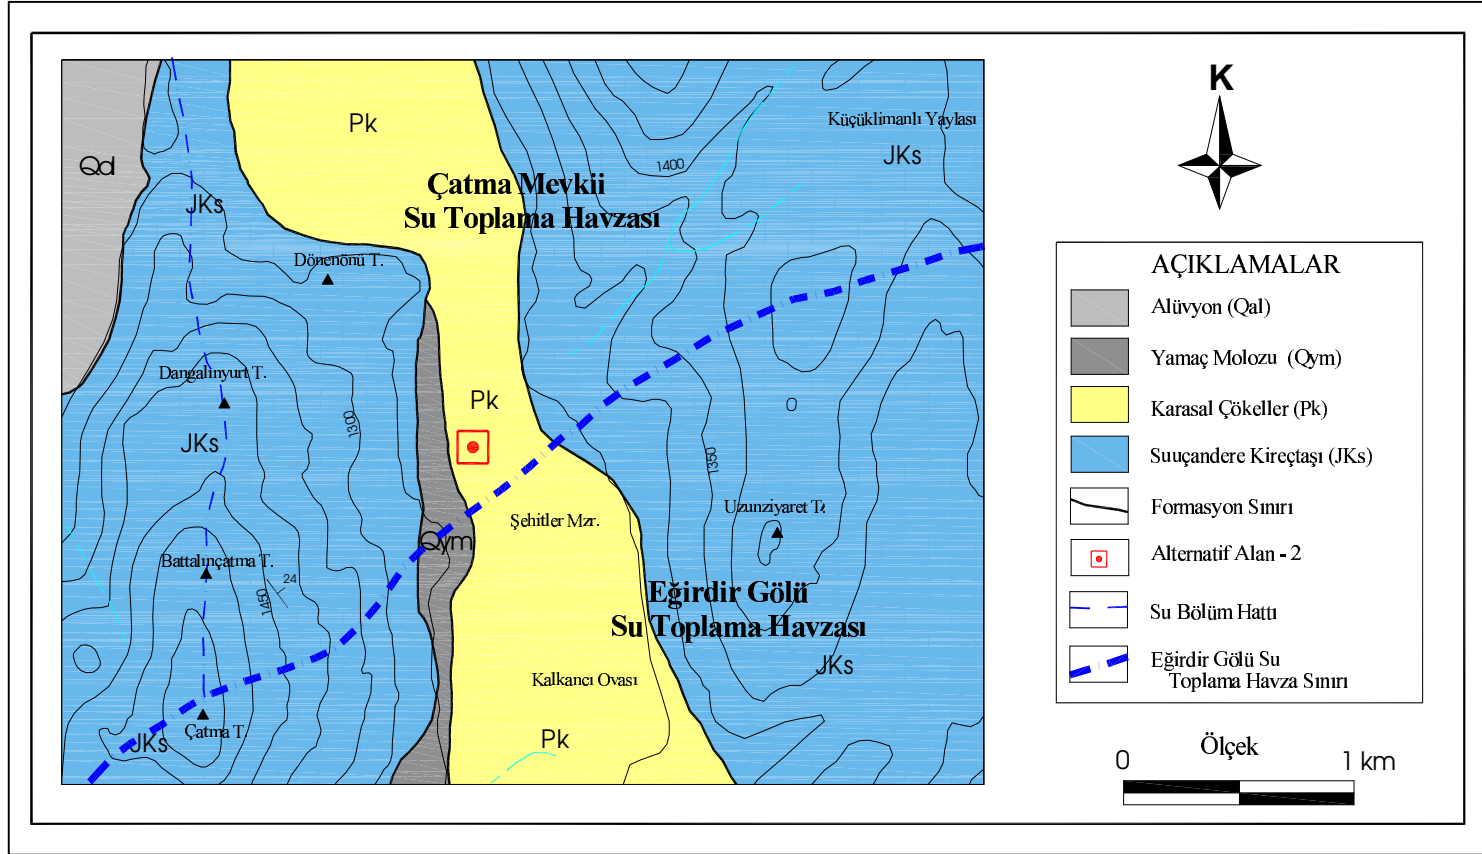 K
Pk
Küçüklimanlı Yaylası
JKs
1400
Qal
Çatma Mevkii
Su Toplama Havzası
JKs
Dönenönü T.
AÇIKLAMALAR
Alüvyon (Qal)
Yamaç Molozu (Qym)
Dangalinyurt T.
Pk
Karasal Çökeller (Pk)
1300
JKs
1350
Suuçandere Kireçtaşı (JKs)
Uzunziyaret T.
Formasyon Sınırı
Şehitler Mzr.
Qym
Alternatif Alan - 2
Battalınçatma T.
24
1450
Eğirdir Gölü
Su Toplama Havzası
Su Bölüm Hattı
JKs
Eğirdir Gölü Su
Toplama Havza Sınırı
Kalkancı Ovası
Çatma T.
JKs
Pk
Ölçek
0
1 km